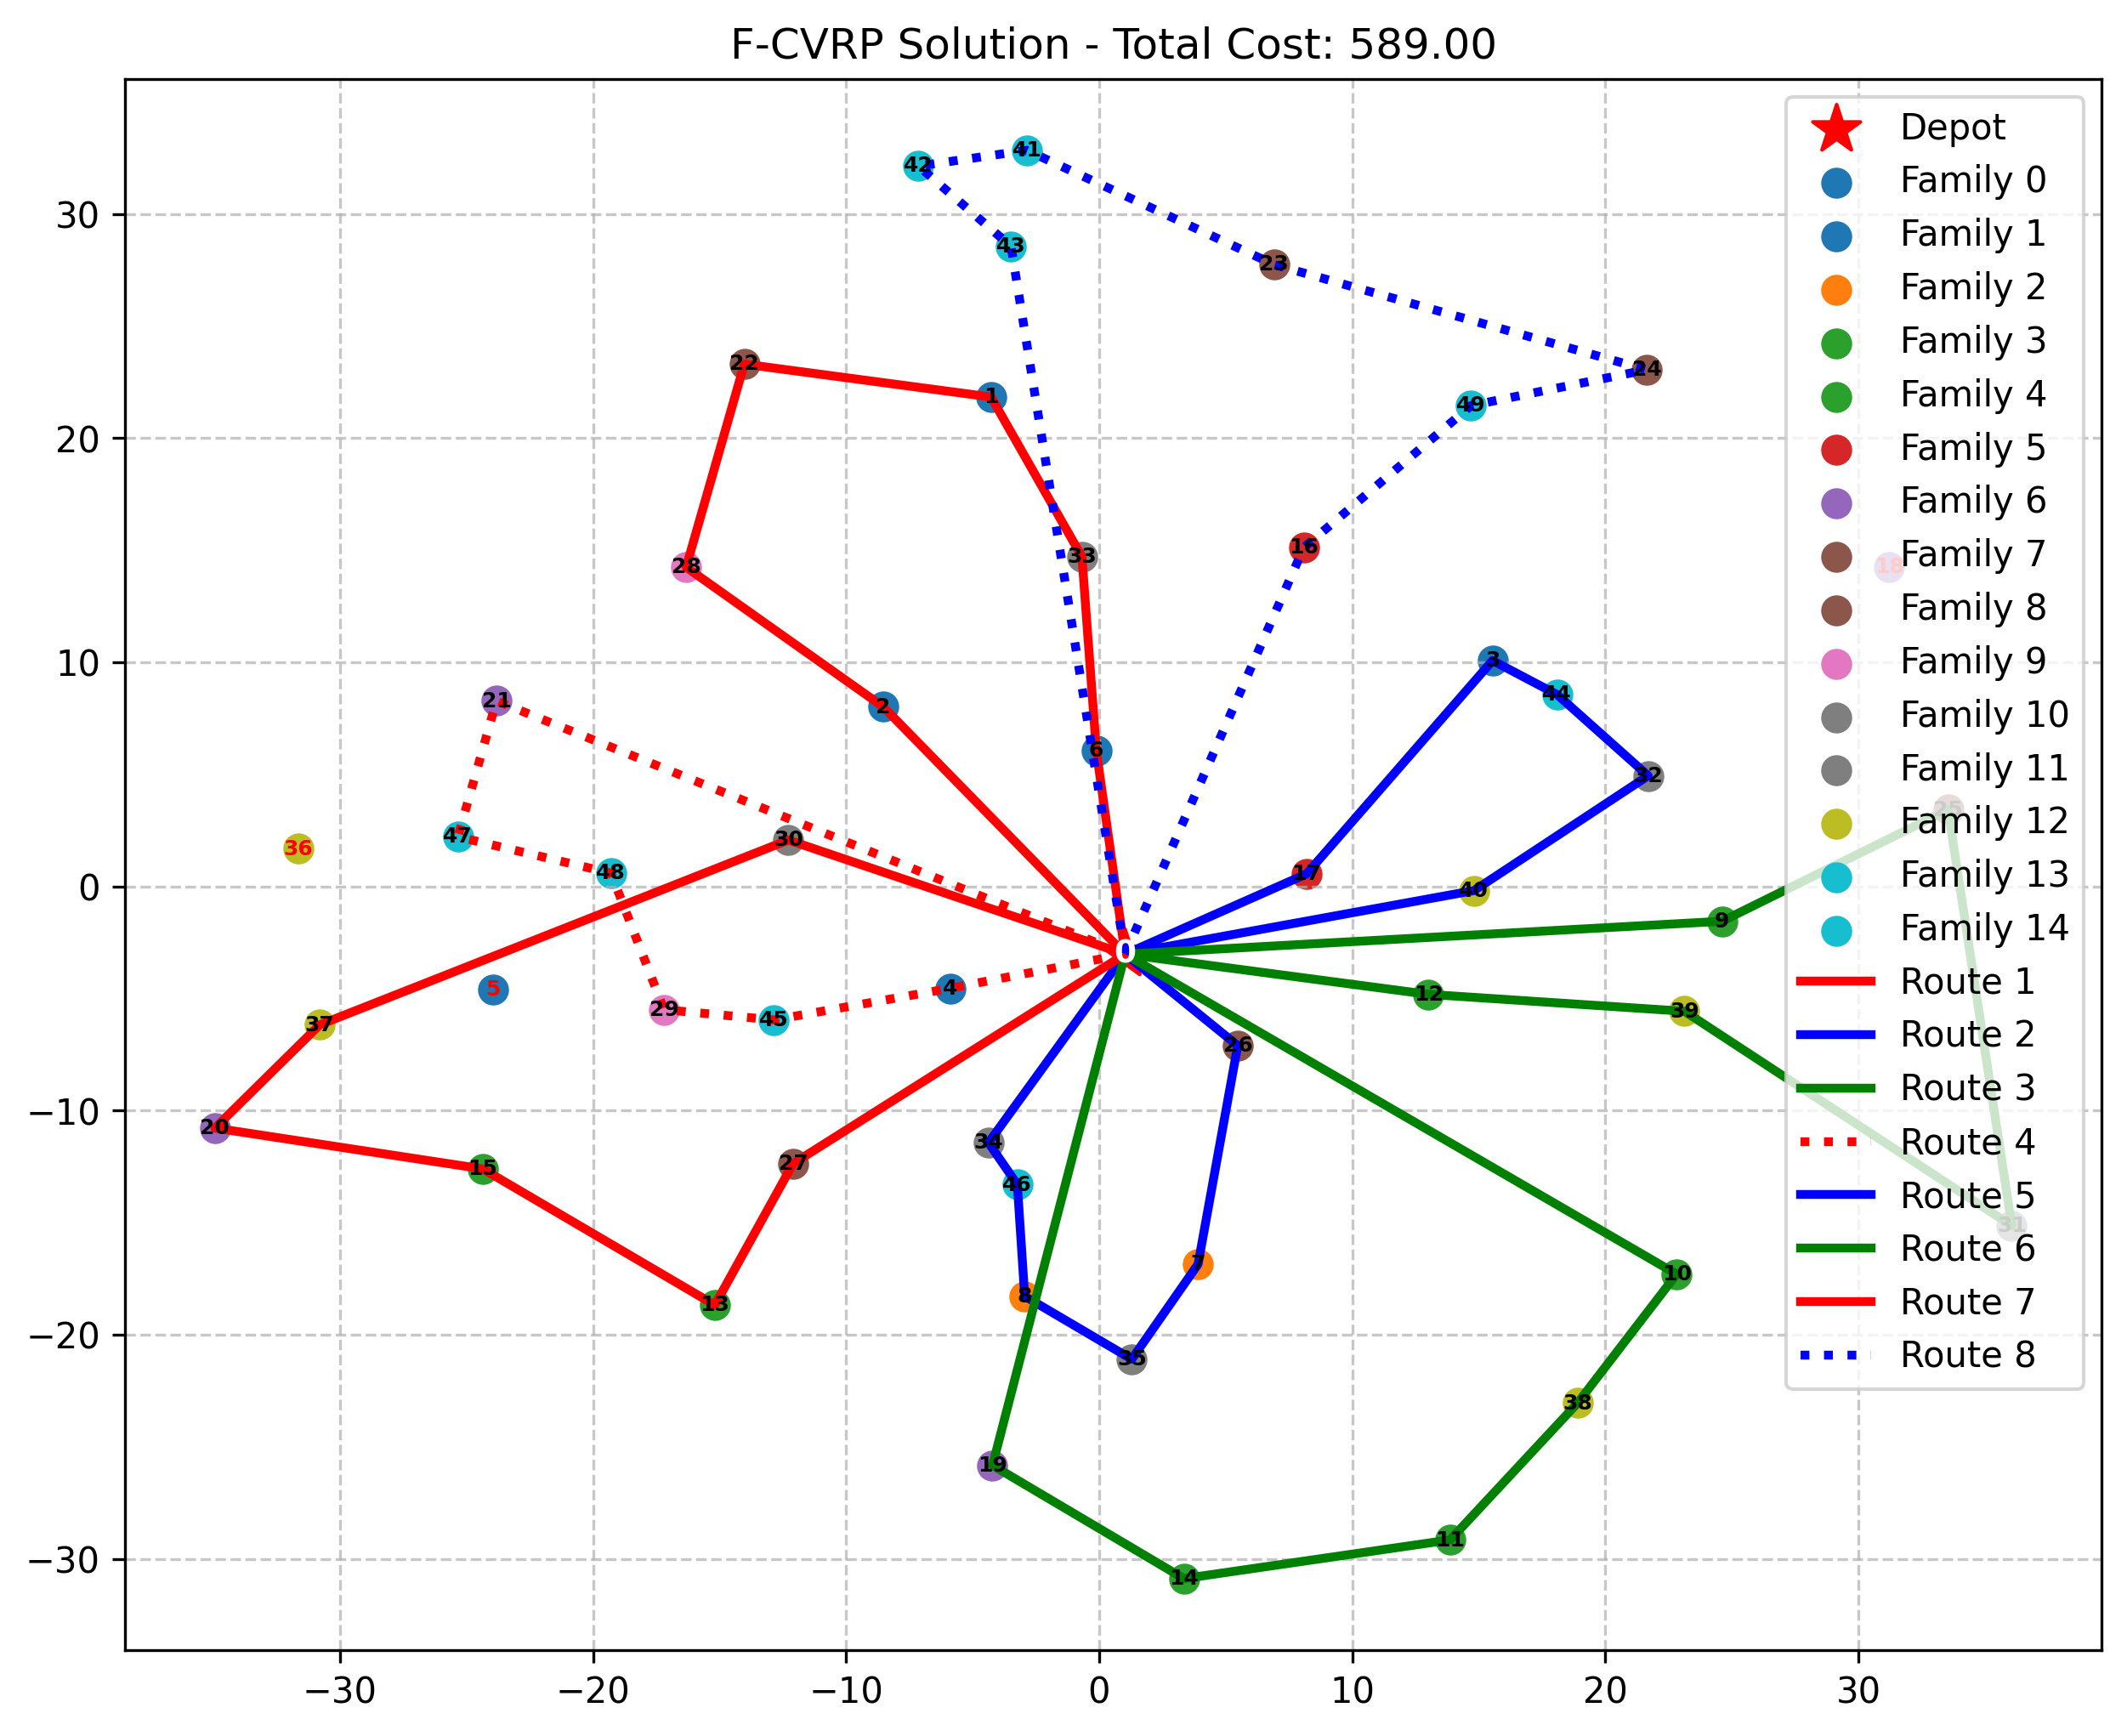 F-CVRP Solution - Total Cost: 589.00
Depot
Family 0
Family 1
Family 2
Family 3
Family 4
Family 5
Family 6
Family 7
Family 8
Family 9
Family 10
Family 11
Family 12
Family 13
Family 14
Route 1
Route 2
Route 3
Route 4
Route 5
Route 6
Route 7
Route 8
30
20
10
0
−10
−20
−30
42
41
43
23
22
24
1
49
16
33
28
18
3
44
21
2
6
32
25
47
30
36
48
17
40
9
0
5
4
12
29
45
39
37
26
20
34
31
15
27
46
7
10
13
8
35
38
19
11
14
−30
−20
−10
0
10
20
30